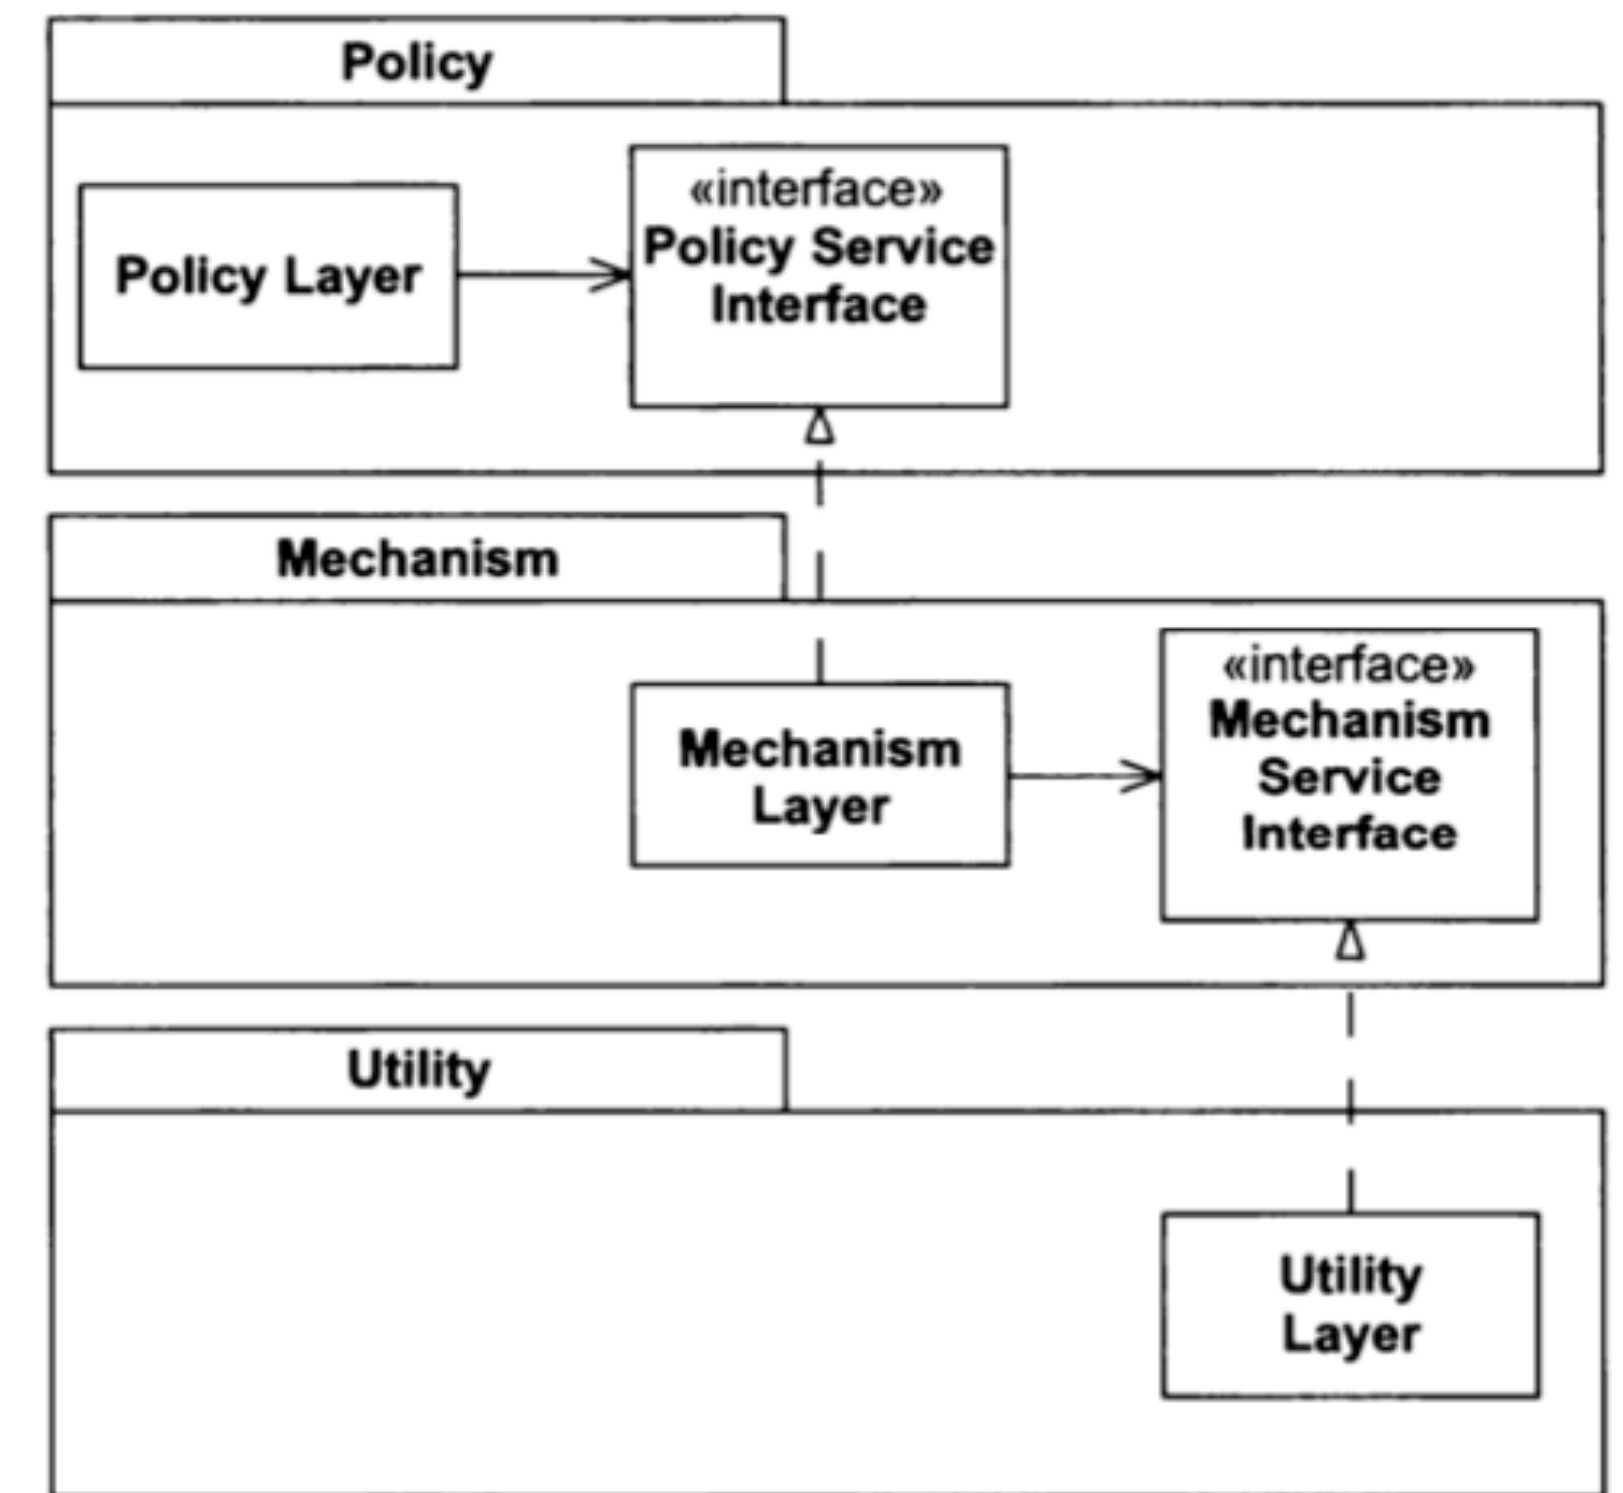 Policy
«interface»
Policy Service
Interface
Policy Layer
Mechanism
«interface»
Mechanism
Service
Interface
Mechanism
Layer
Utility
Utility
Layer